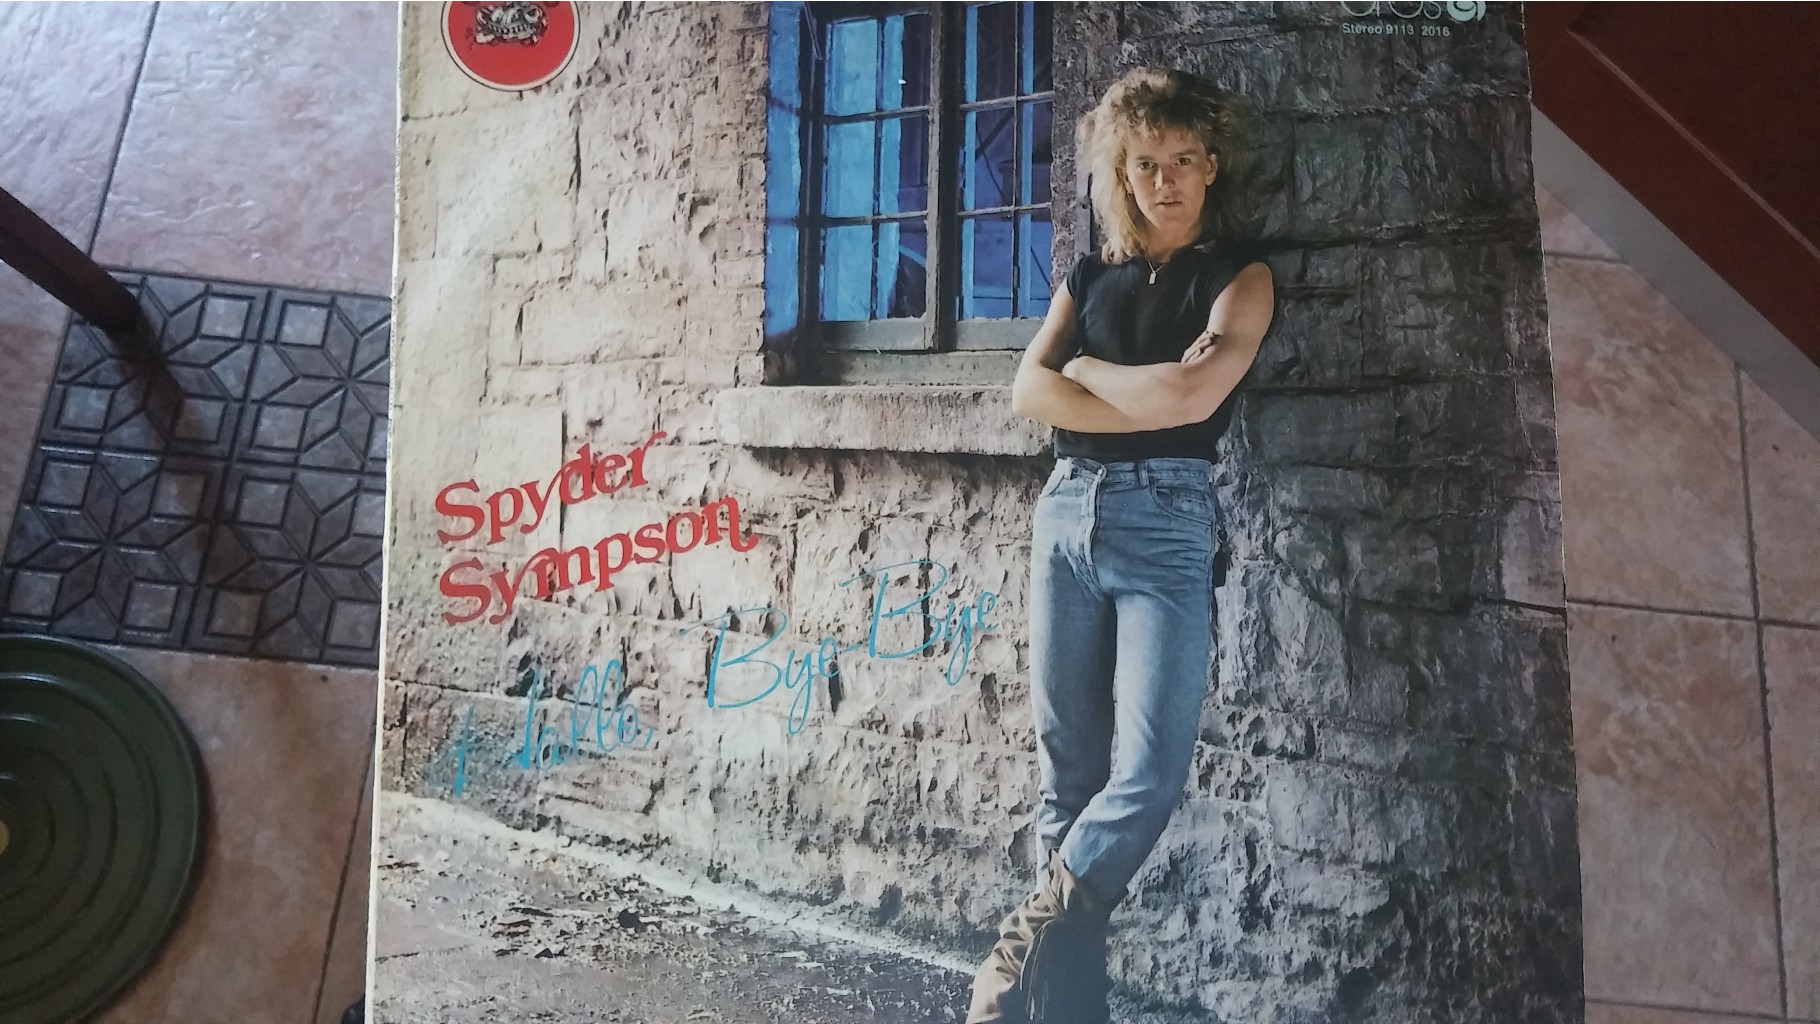 Stereo 9113 2016
Spyder
Sympson
Hallo, Bye-Bye